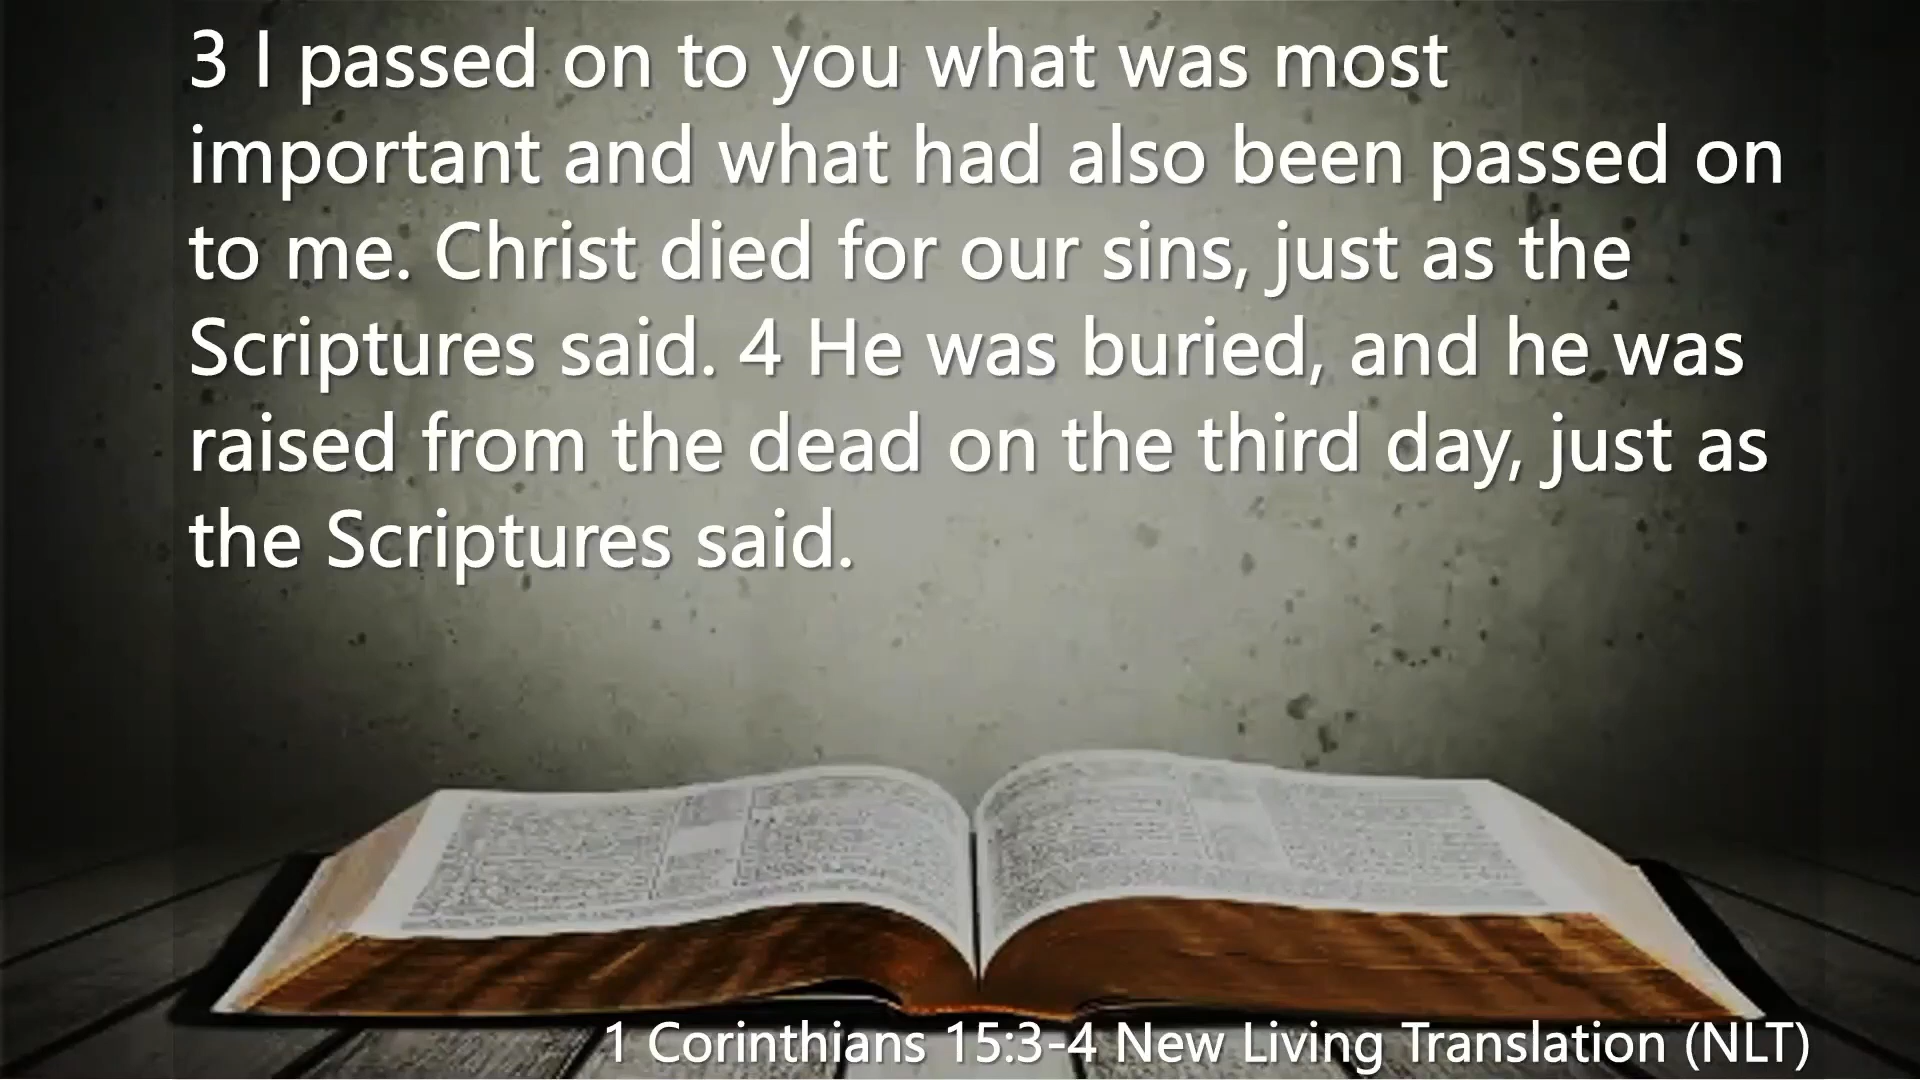 3 I passed on to you what was most
important and what had also been passed on
to me. Christ died for our sins, just as the
Scriptures said. 4 He was buried, and he was
raised from the dead on the third day, just as
the Scriptures said.
1 Corinthians 15:3-4 New Living Translation (NLT)